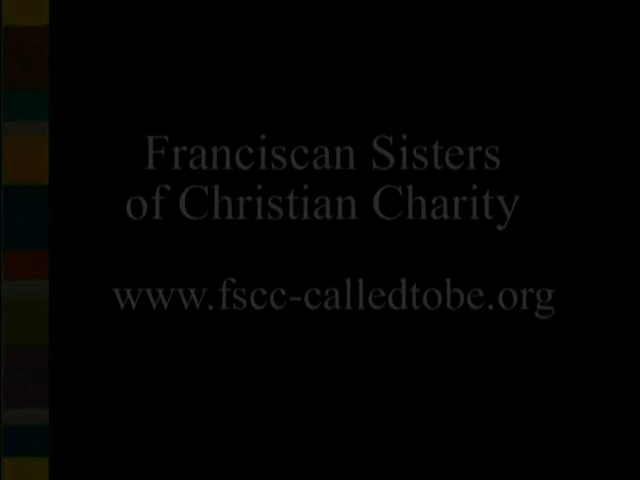 Franciscan Sisters
of Christian Charity
www.fscc-calledtobe.org